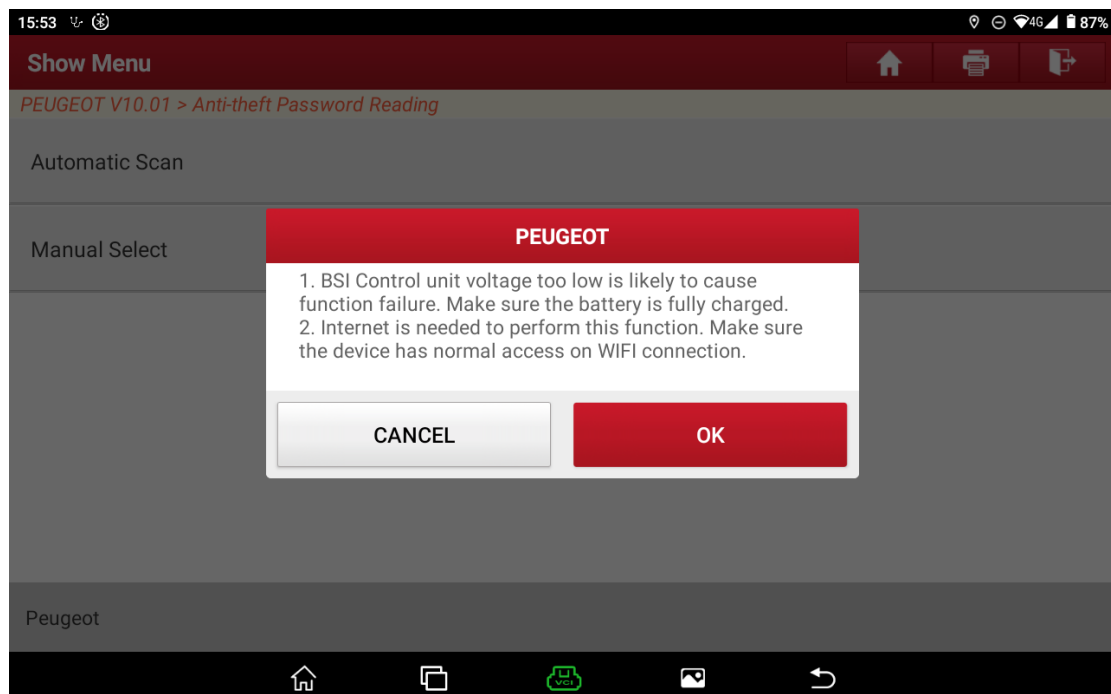 15:53 4G 87%
Show Menu
PEUGEOT V10.01 > Anti-theft Password Reading
Automatic Scan
Manual Select
PEUGEOT
1. BSI Control unit voltage too low is likely to cause
function failure. Make sure the battery is fully charged.
2. Internet is needed to perform this function. Make sure
the device has normal access on WIFI connection.
CANCEL OK
Peugeot
VCI